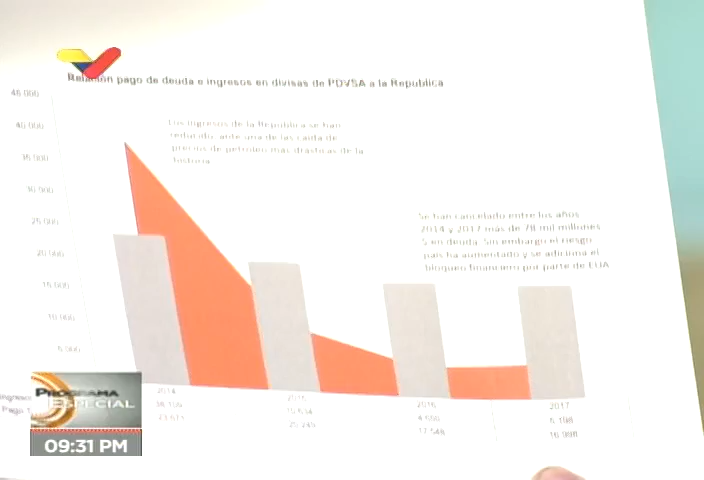 Relación pago de deuda e ingresos en divisas de PDVSA a la República
45 000
40 000
35 000
30 000
25 000
20 000
15 000
10 000
5 000
Los ingresos de la República se han
reducido ante una de las caída de
precios de petróleo más drásticas de la
historia
Se han cancelado entre los años
2014 y 2017 más de 78 mil millones
$ en deuda. Sin embargo el riesgo
país ha aumentado y se adiciona el
bloqueo financiero por parte de EUA
2014 2015 2016 2017
Pago
PROGRAMA
ESPECIAL
09:31 PM